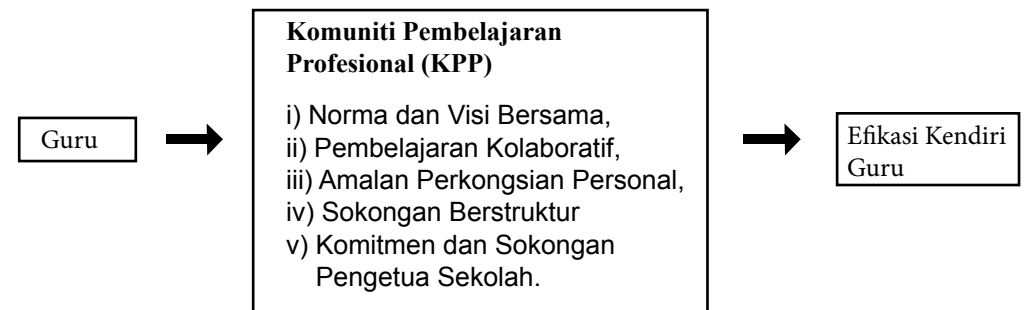 Guru
Komuniti Pembelajaran
Profesional (KPP)
i) Norma dan Visi Bersama,
ii) Pembelajaran Kolaboratif,
iii) Amalan Perkongsian Personal,
iv) Sokongan Berstruktur
v) Komitmen dan Sokongan
Pengetua Sekolah.
Efikasi Kendiri
Guru